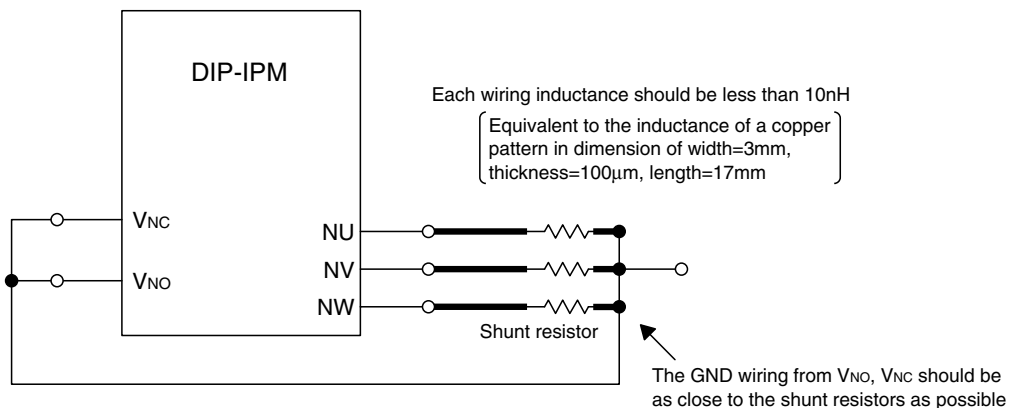 DIP-IPM
Each wiring inductance should be less than 10nH
Equivalent to the inductance of a copper
pattern in dimension of width=3mm,
thickness=100μm, length=17mm
VNC
NU
VNO
NV
NW
Shunt resistor
The GND wiring from VNO, VNC should be
as close to the shunt resistors as possible